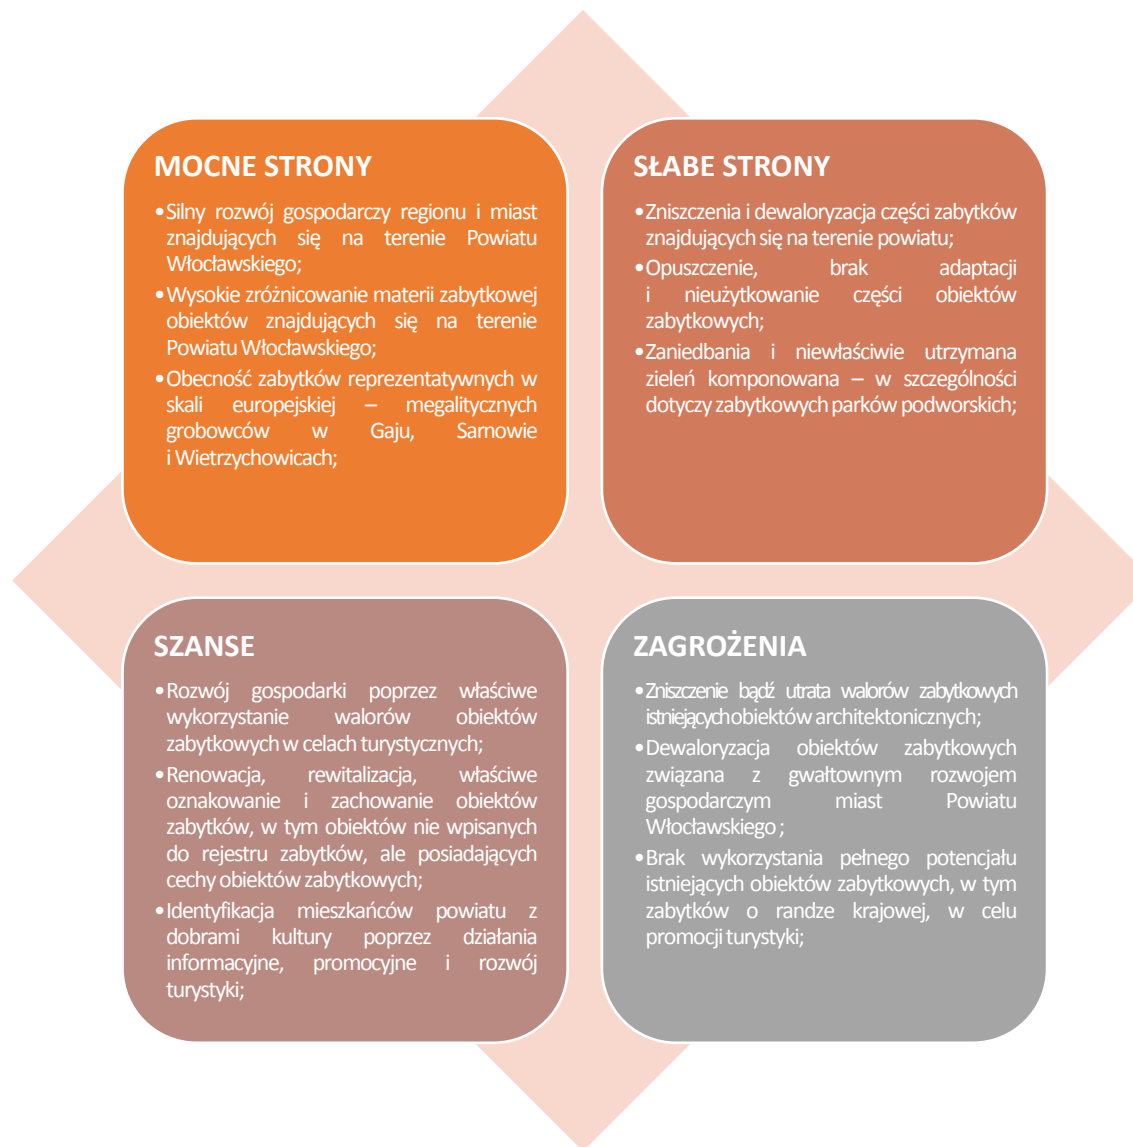 MOCNE STRONY
•Silny rozwój gospodarczy regionu i miast
znajdujących się na terenie Powiatu
Włocławskiego;
•Wysokie zróżnicowanie materii zabytkowej
obiektów znajdujących się na terenie
Powiatu Włocławskiego;
•Obecność zabytków reprezentatywnych w
skali europejskiej – megalitycznych
grobowców w Gaju, Sarnowie
i Wietrzychowicach;
SŁABE STRONY
•Zniszczenia i dewaloryzacja części zabytków
znajdujących się na terenie powiatu;
•Opuszczenie, brak adaptacji
i nieużytkowanie części obiektów
zabytkowych;
•Zaniedbania i niewłaściwie utrzymana
zieleń komponowana – w szczególności
dotyczy zabytkowych parków podworskich;
SZANSE
•Rozwój gospodarki poprzez właściwe
wykorzystanie walorów obiektów
zabytkowych w celach turystycznych;
•Renowacja, rewitalizacja, właściwe
oznakowanie i zachowanie obiektów
zabytków, w tym obiektów nie wpisanych
do rejestru zabytków, ale posiadających
cechy obiektów zabytkowych;
•Identyfikacja mieszkańców powiatu z
dobrami kultury poprzez działania
informacyjne, promocyjne i rozwój
turystyki;
ZAGROŻENIA
•Zniszczenie bądź utrata walorów zabytkowych
istniejących obiektów architektonicznych;
•Dewaloryzacja obiektów zabytkowych
związana z gwałtownym rozwojem
gospodarczym miast Powiatu
Włocławskiego ;
•Brak wykorzystania pełnego potencjału
istniejących obiektów zabytkowych, w tym
zabytków o randze krajowej, w celu
promocji turystyki;